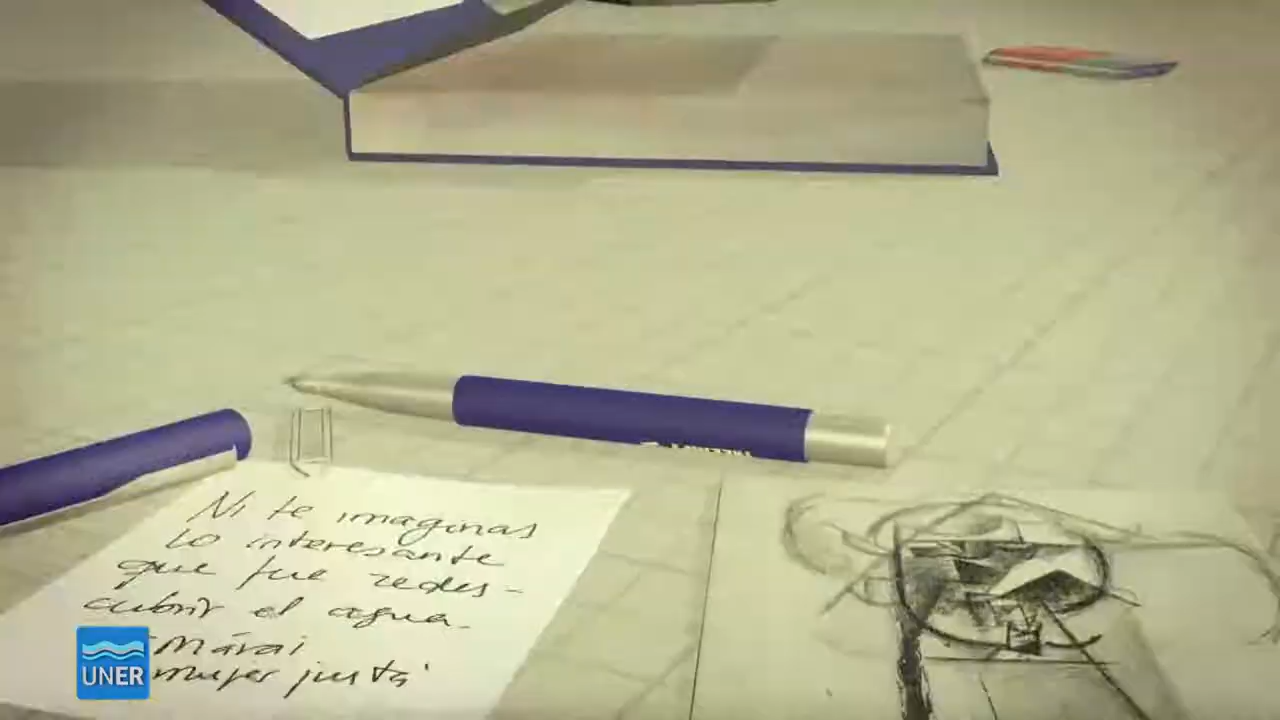 Ni te imaginas
lo interesante
que fue redes-
cubrir el agua.
Márai
mujer justa
UNER